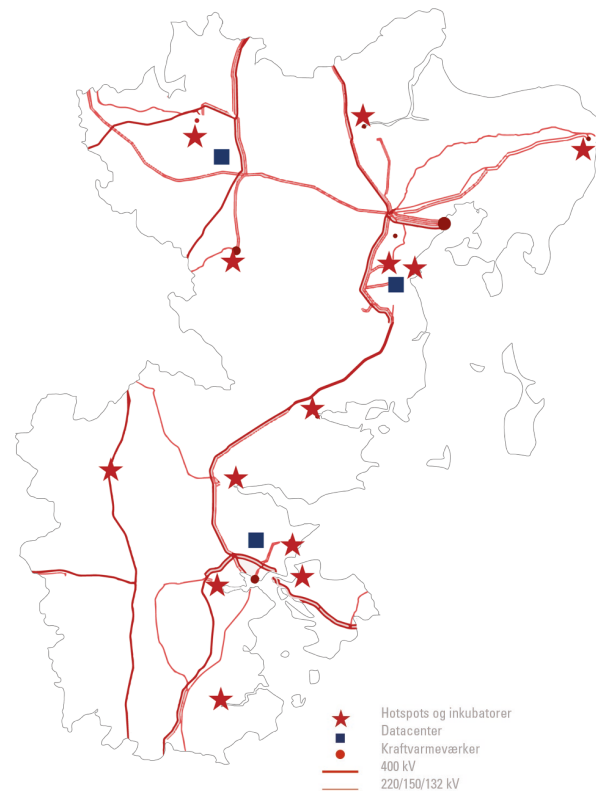 Hotspots og inkubatorer
Datacenter
Kraftvarmeværker
400 kV
220/150/132 kV